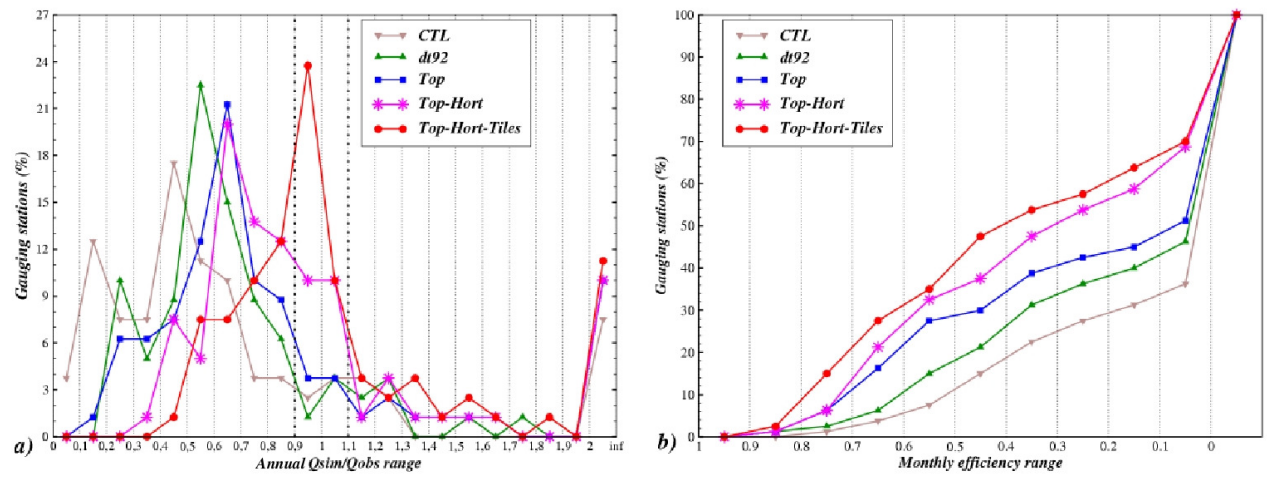 27
24
21
18
15
12
9
6
3
0
Gauging stations (%)
CTL
dt92
Top
Top-Hort
Top-Hort-Tiles
0 0,1 0,2 0,3 0,4 0,5 0,6 0,7 0,8 0,9 1 1,1 1,2 1,3 1,4 1,5 1,6 1,7 1,8 1,9 2 inf
Annual Qsim/Qobs range
a)
100
90
80
70
60
50
40
30
20
10
0
Gauging stations (%)
CTL
dt92
Top
Top-Hort
Top-Hort-Tiles
1 0.9 0.8 0.7 0.6 0.5 0.4 0.3 0.2 0.1 0
Monthly efficiency range
b)